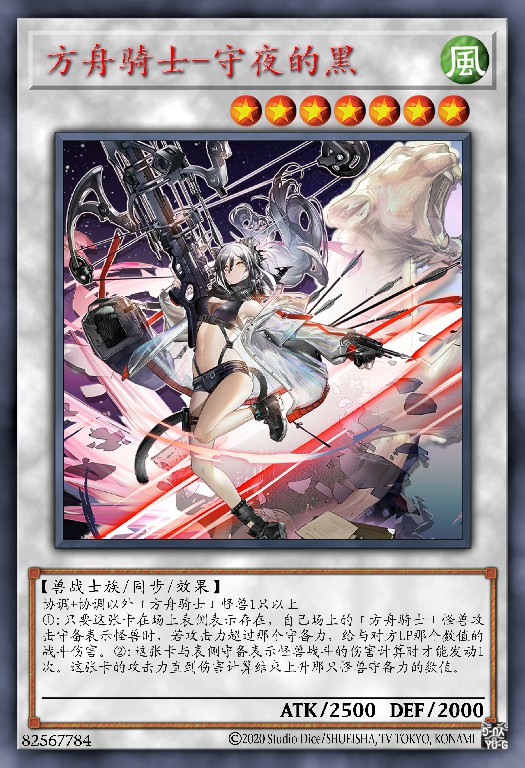 方舟骑士-守夜的黑
風
【兽战士族/同步/效果】
协调+协调以外「方舟骑士」怪兽1只以上
①:只要这张卡在场上表侧表示存在，自己场上的「方舟骑士」怪兽攻
击守备表示怪兽时，若攻击力超过那个守备力，给与对方LP那个数值的
战斗伤害。②:这张卡与表侧守备表示怪兽战斗的伤害计算时才能发动1
次。这张卡的攻击力直到伤害计算结束上升那只怪兽守备力的数值。
ATK/2500 DEF/2000
82567784
©2020 Studio Dice/SHUEISHA, TV TOKYO, KONAMI